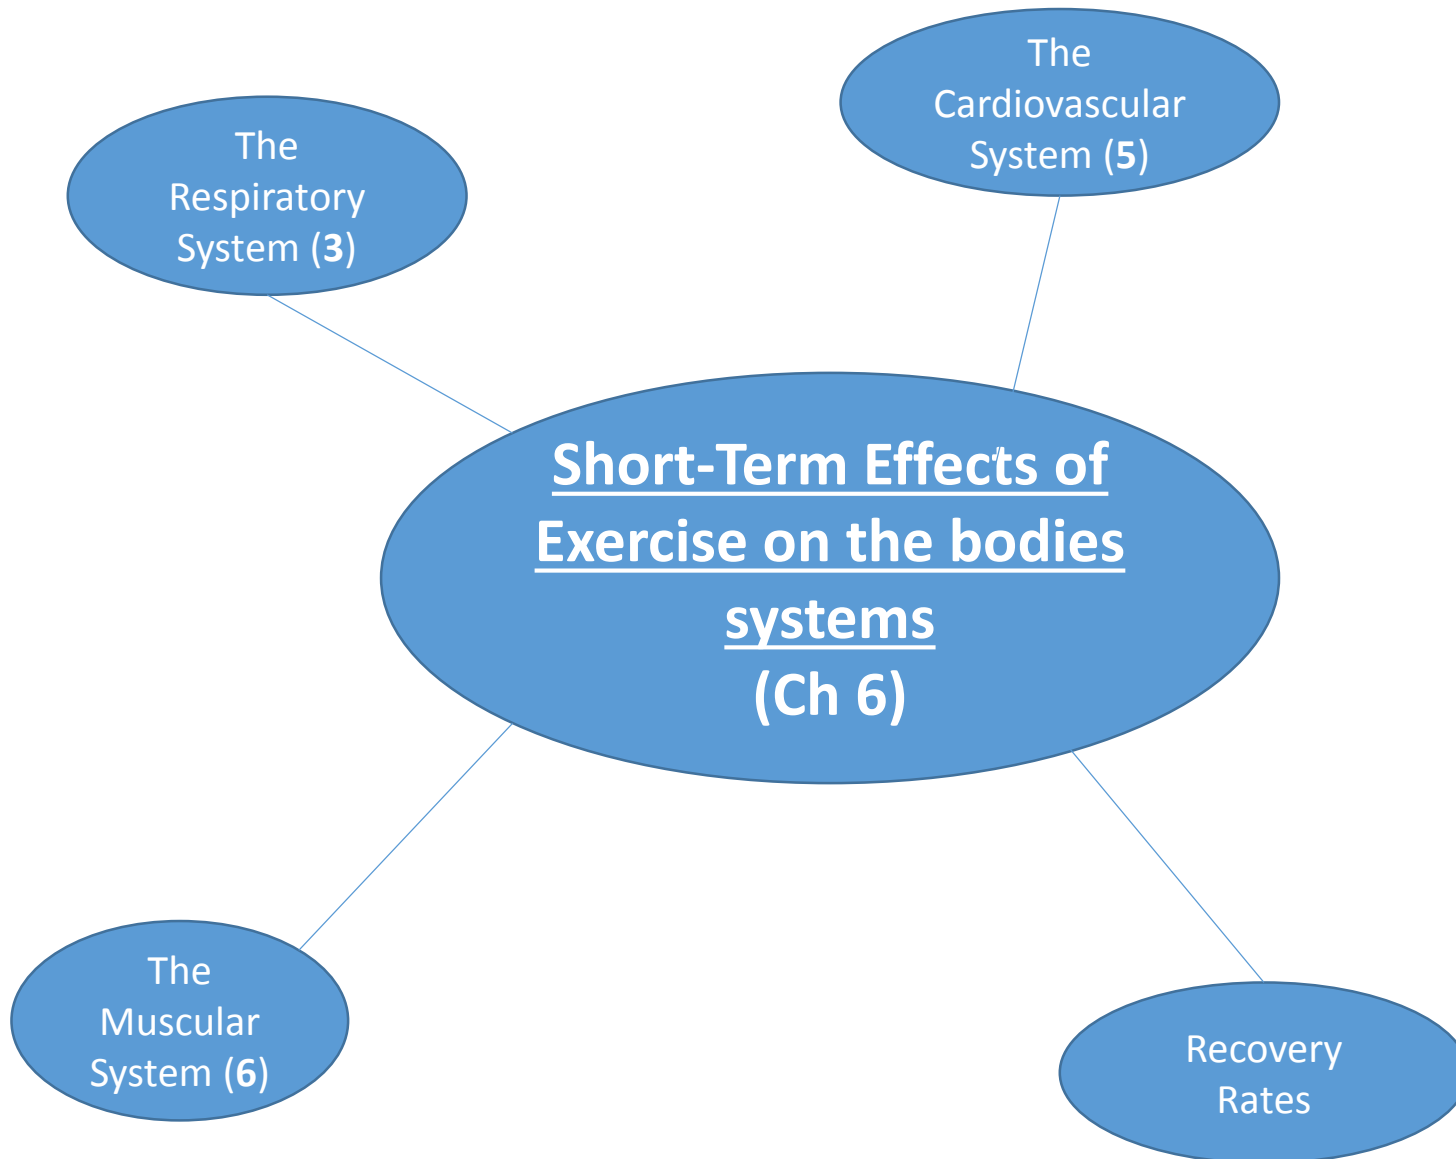 The
Cardiovascular
System (5)
The
Respiratory
System (3)
Short-Term Effects of
Exercise on the bodies
systems
(Ch 6)
The
Muscular
System (6)
Recovery
Rates